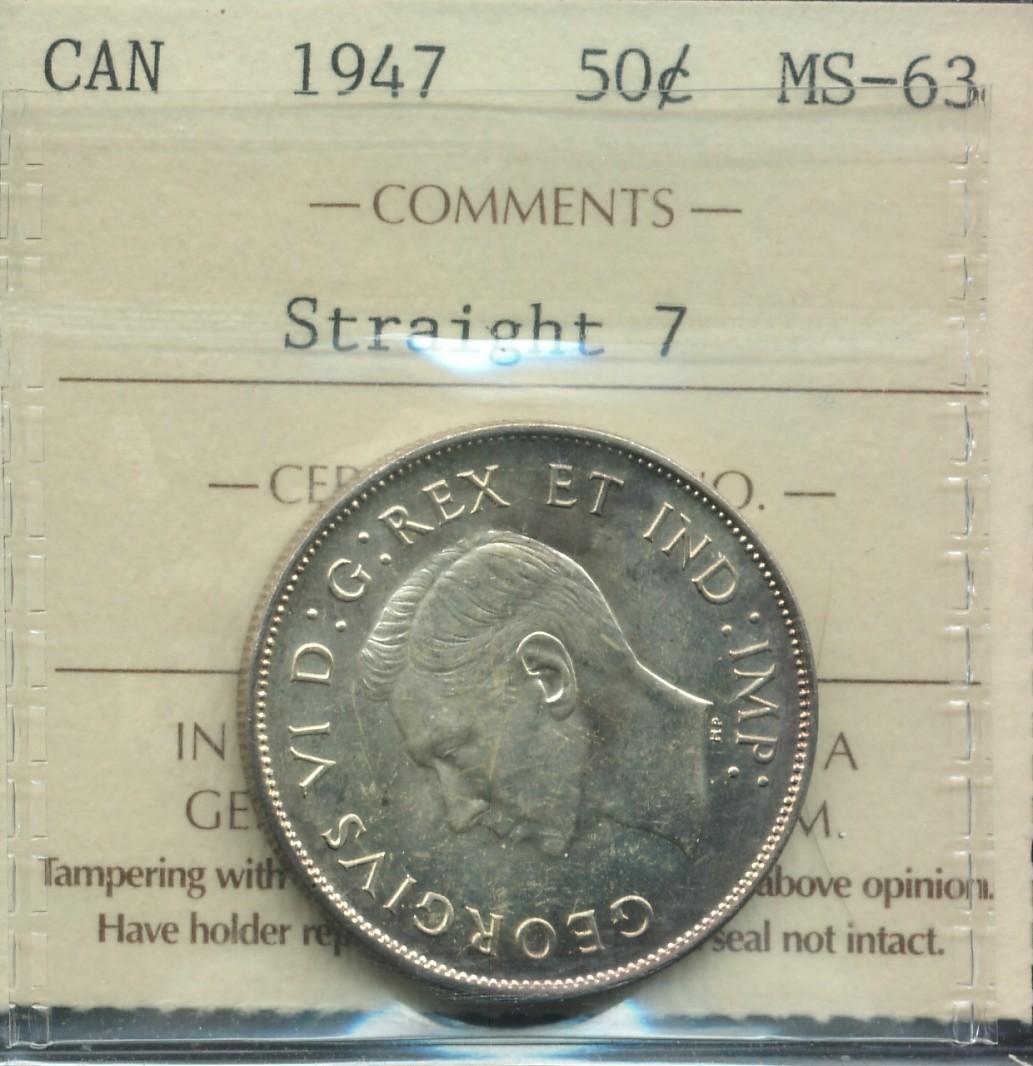 CAN 1947 50¢ MS-63
— COMMENTS —
Straight 7
— CER O. —
IN A
GE M.
Tampering with above opinion.
Have holder rep seal not intact.
GEORGIVS VI D:G:REX ET IND:IMP:
HP